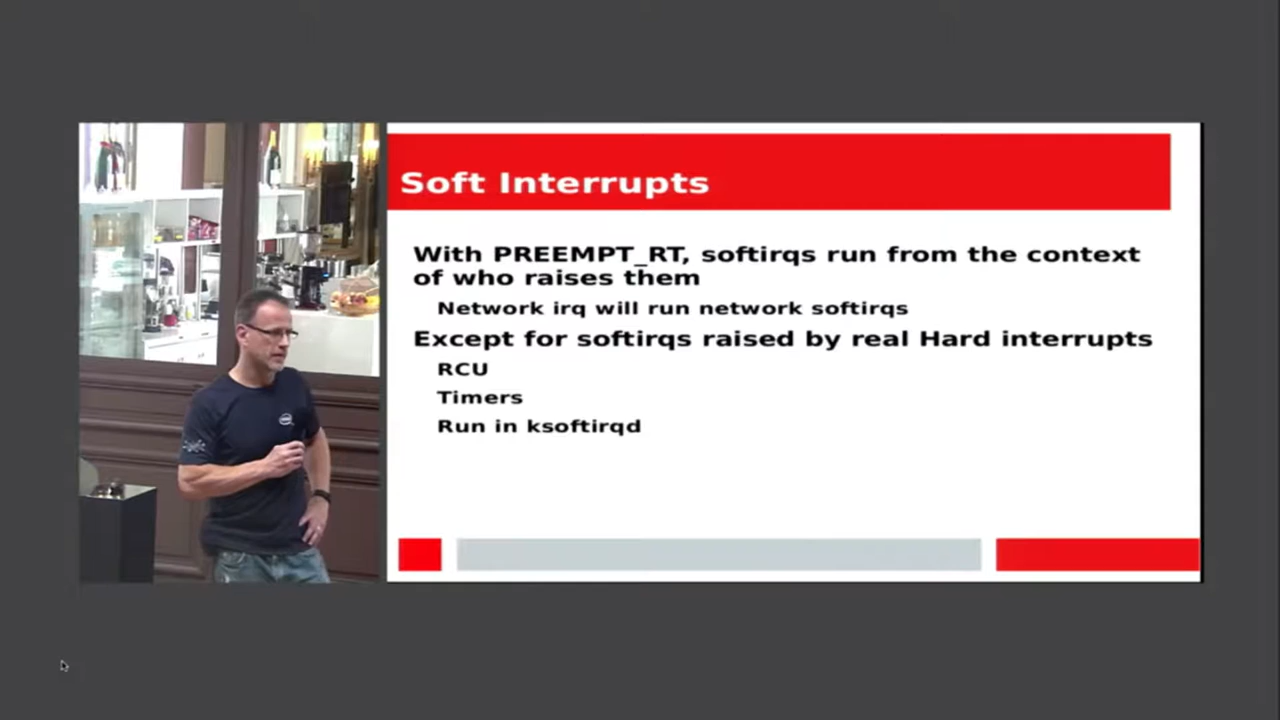 Soft Interrupts
With PREEMPT_RT, softirqs run from the context
of who raises them
Network irq will run network softirqs
Except for softirqs raised by real Hard interrupts
RCU
Timers
Run in ksoftirqd